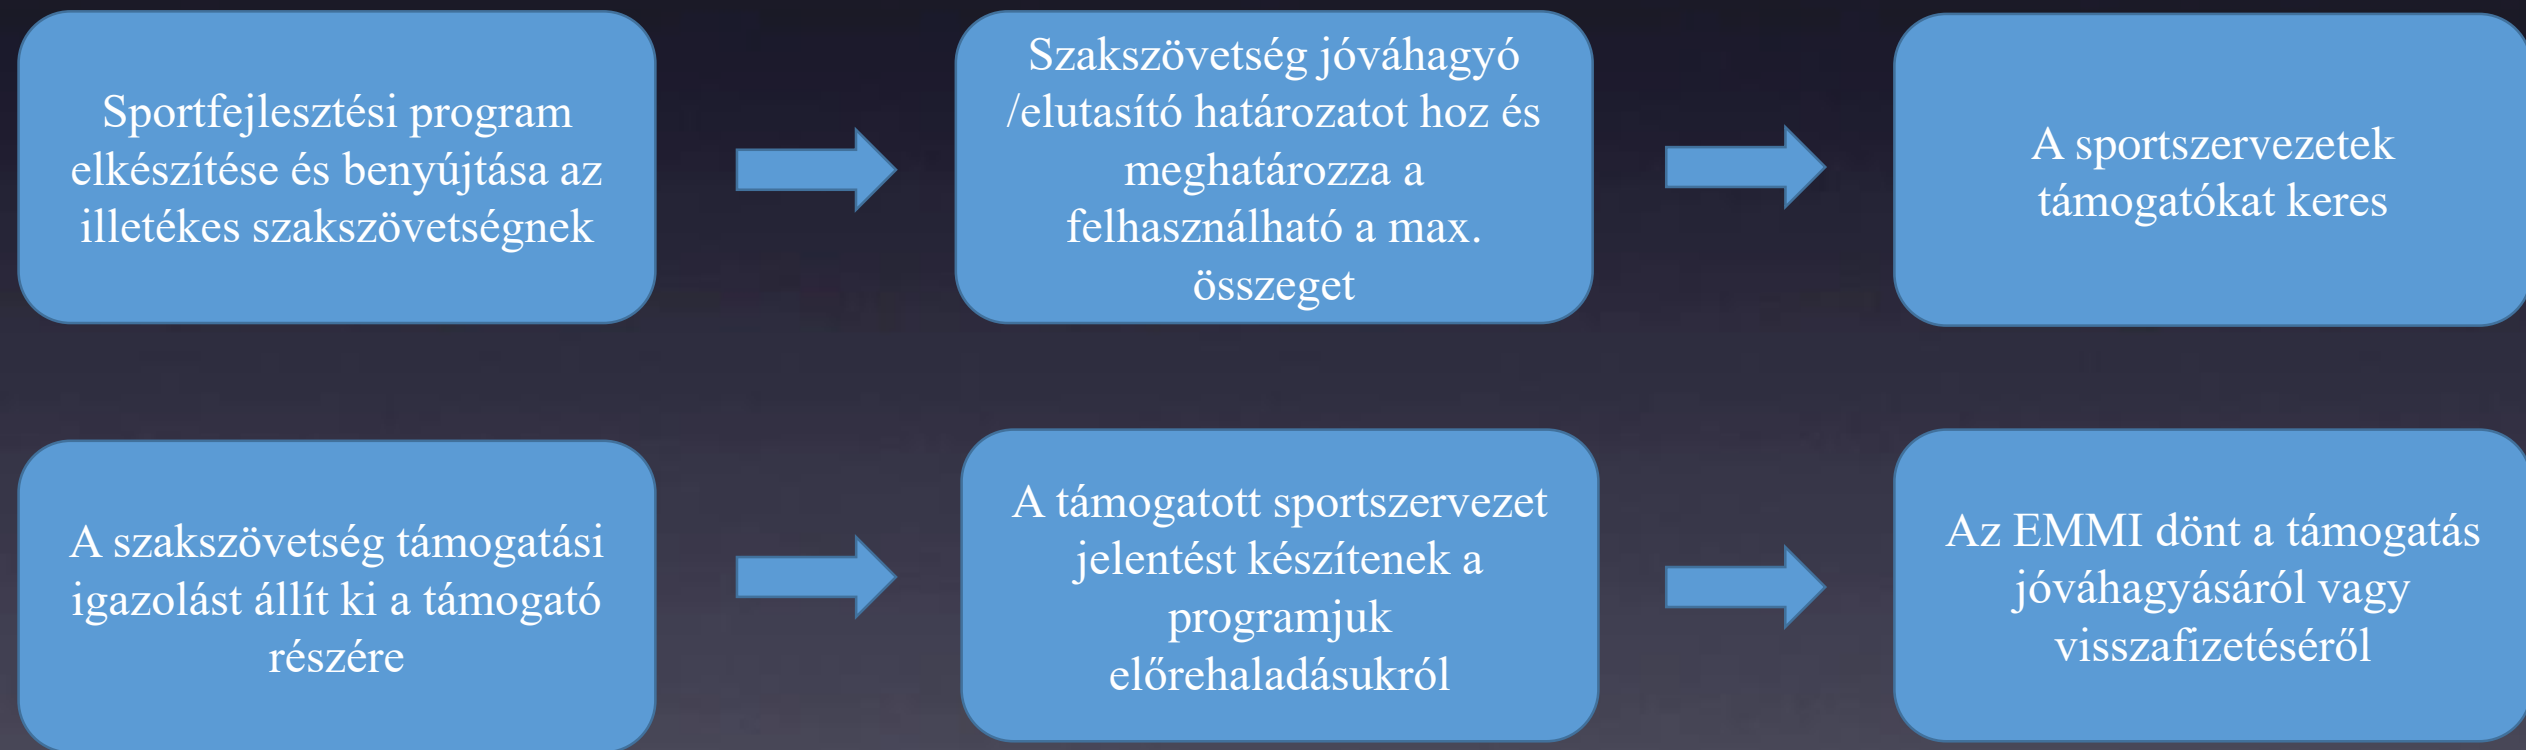 Sportfejlesztési program
elkészítése és benyújtása az
illetékes szakszövetségnek
Szakszövetség jóváhagyó
/elutasító határozatot hoz és
meghatározza a
felhasználható a max.
összeget
A sportszervezetek
támogatókat keres
A szakszövetség támogatási
igazolást állít ki a támogató
részére
A támogatott sportszervezet
jelentést készítenek a
programjuk
előrehaladásukról
Az EMMI dönt a támogatás
jóváhagyásáról vagy
visszafizetéséről